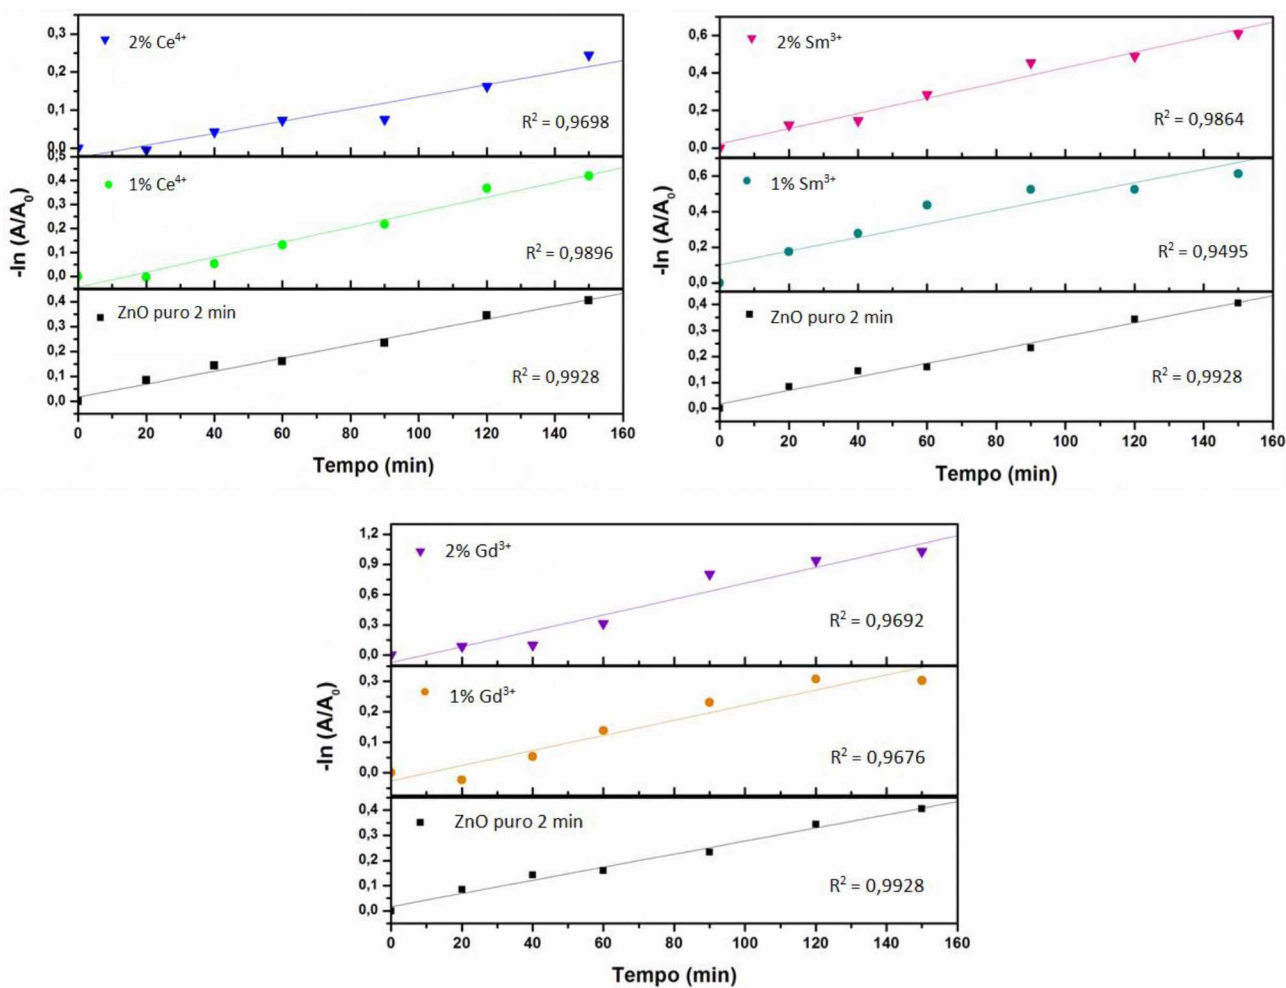 0,3
2% Ce⁴⁺
0,2
0,1
R² = 0,9698
0,0
0,5
0,4
1% Ce⁴⁺
0,3
0,2
0,1
R² = 0,9896
0,0
-ln (A/A₀)
0,4
ZnO puro 2 min
0,3
0,2
0,1
R² = 0,9928
0,0
0 20 40 60 80 100 120 140 160
Tempo (min)
0,6
2% Sm³⁺
0,4
0,2
R² = 0,9864
0,0
0,6
1% Sm³⁺
0,4
0,2
R² = 0,9495
0,0
0,4
ZnO puro 2 min
0,3
0,2
0,1
R² = 0,9928
0,0
0 20 40 60 80 100 120 140 160
Tempo (min)
1,2
2% Gd³⁺
0,9
0,6
0,3
R² = 0,9692
0,0
0,3
1% Gd³⁺
0,2
0,1
R² = 0,9676
0,0
-ln (A/A₀)
0,4
ZnO puro 2 min
0,3
0,2
0,1
R² = 0,9928
0,0
0 20 40 60 80 100 120 140 160
Tempo (min)